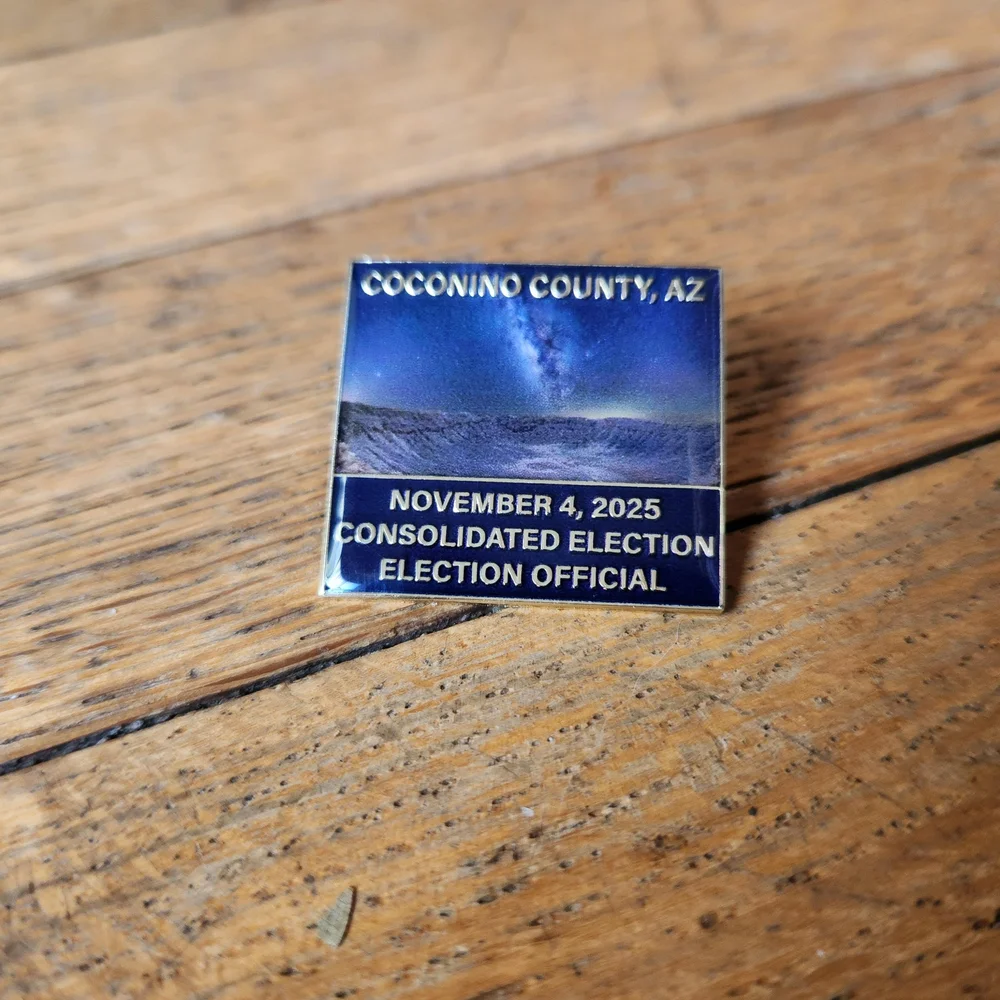 COCONINO COUNTY, AZ
NOVEMBER 4, 2025
CONSOLIDATED ELECTION
ELECTION OFFICIAL